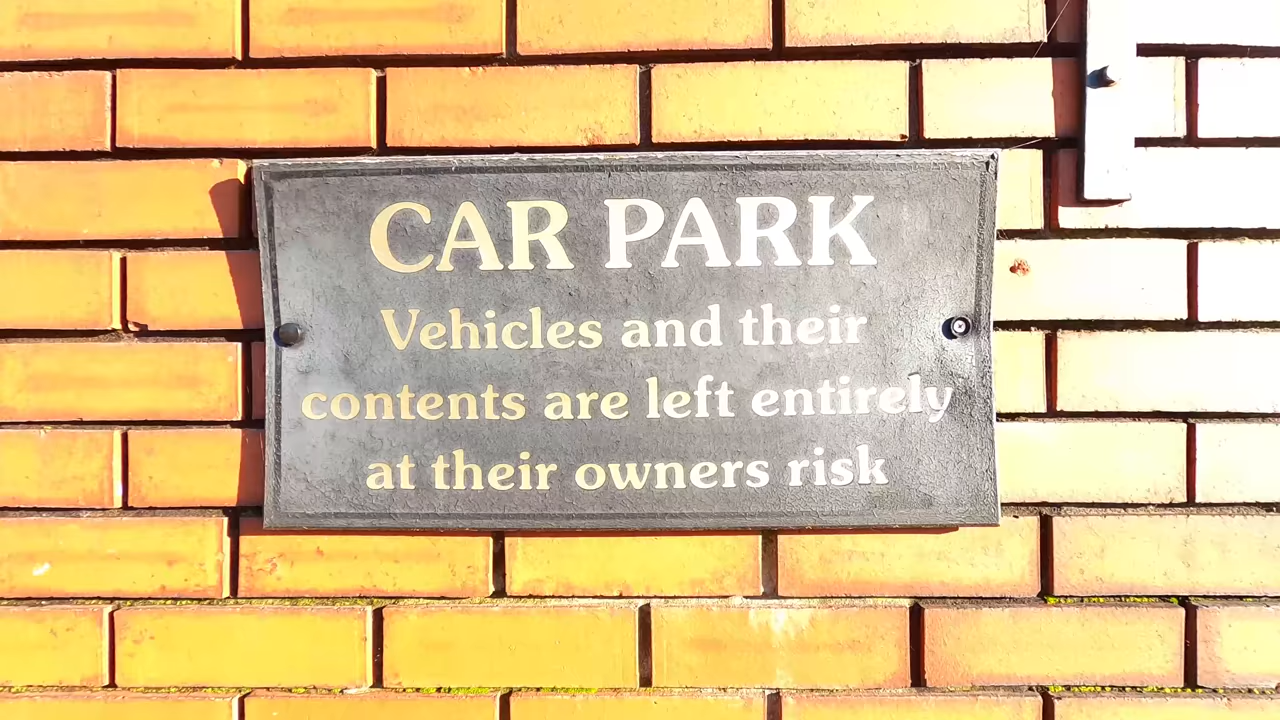 CAR PARK
Vehicles and their
contents are left entirely
at their owners risk